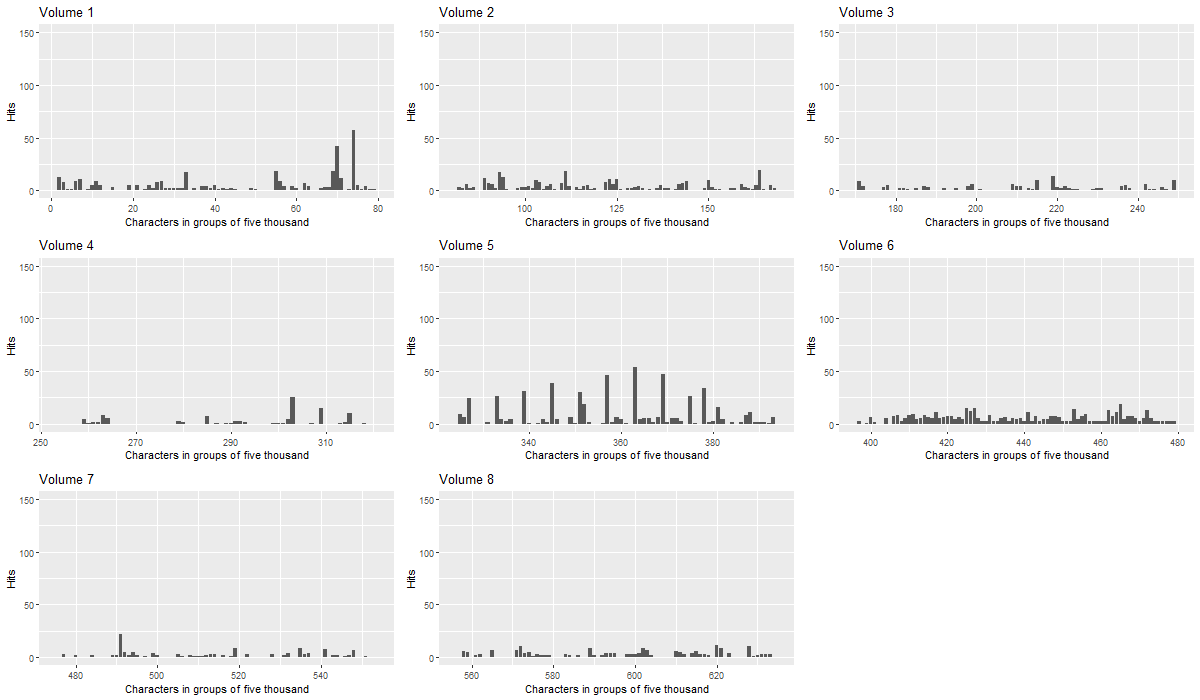 Volume 1
150
100
50
0
Hits
0 20 40 60 80
Characters in groups of five thousand
Volume 2
150
100
50
0
Hits
100 125 150
Characters in groups of five thousand
Volume 3
150
100
50
0
Hits
180 200 220 240
Characters in groups of five thousand
Volume 4
150
100
50
0
Hits
250 270 290 310
Characters in groups of five thousand
Volume 5
150
100
50
0
Hits
340 360 380
Characters in groups of five thousand
Volume 6
150
100
50
0
Hits
400 420 440 460 480
Characters in groups of five thousand
Volume 7
150
100
50
0
Hits
480 500 520 540
Characters in groups of five thousand
Volume 8
150
100
50
0
Hits
560 580 600 620
Characters in groups of five thousand